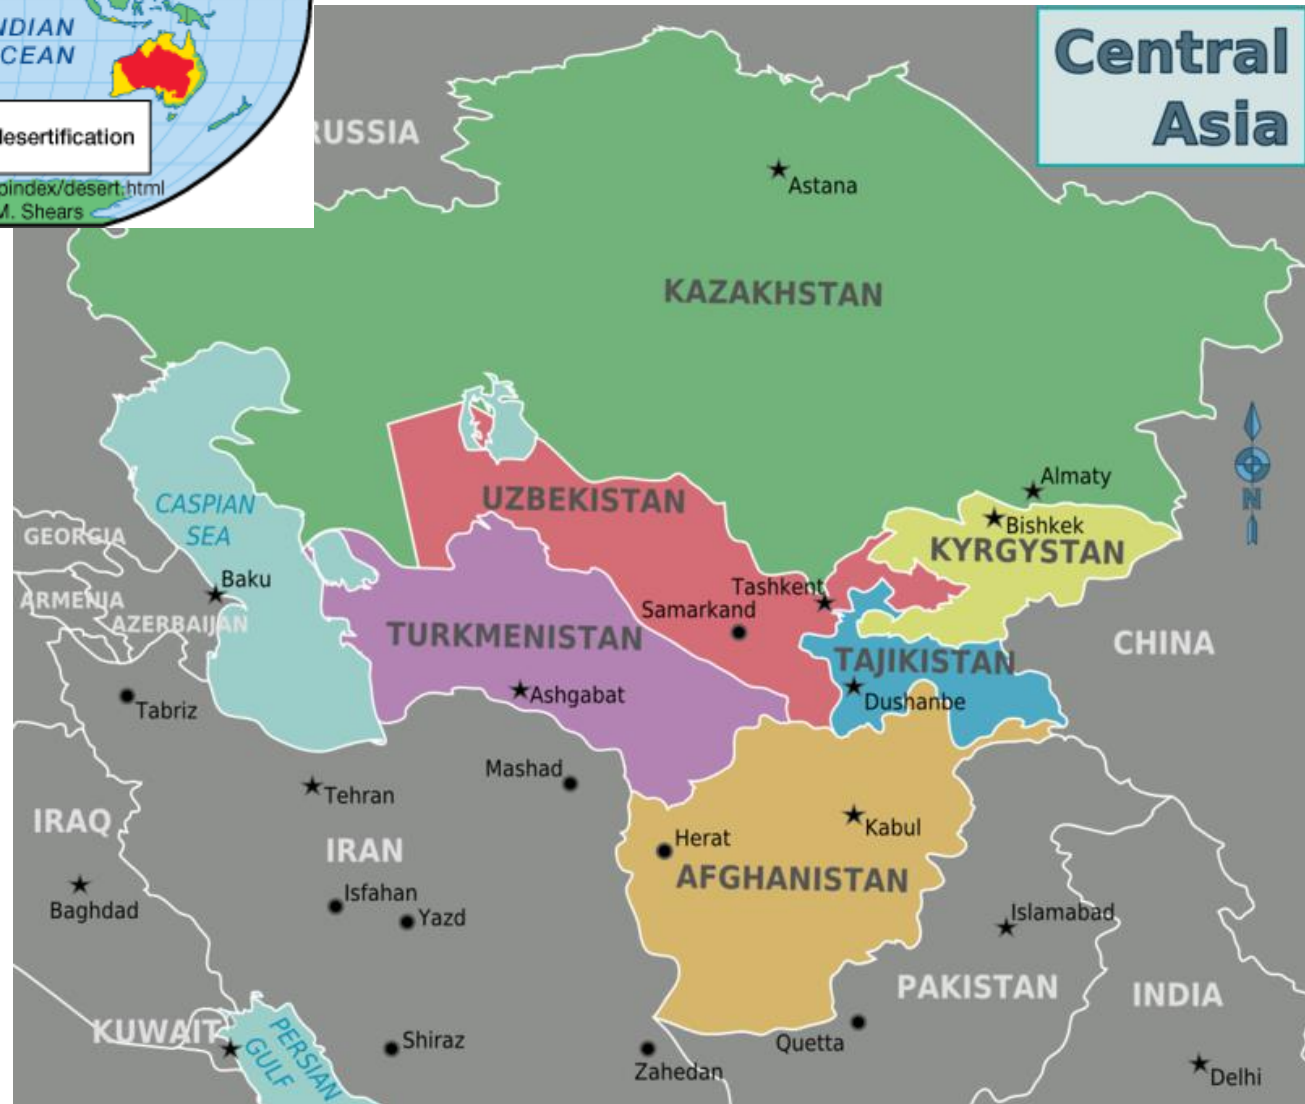 NDIAN
CEAN
desertification
pindex/desert.html
M. Shears
Central
Asia
RUSSIA
Astana
KAZAKHSTAN
Almaty
CASPIAN
SEA
UZBEKISTAN
Bishkek
KYRGYSTAN
GEORGIA
Baku
Tashkent
ARMENIA
Samarkand
AZERBAIJAN
TURKMENISTAN
CHINA
TAJIKISTAN
Ashgabat
Dushanbe
Tabriz
Mashad
Tehran
IRAQ
IRAN
Herat
Kabul
AFGHANISTAN
Isfahan
Yazd
Baghdad
Islamabad
PAKISTAN
INDIA
KUWAIT
PERSIAN
GULF
Shiraz
Quetta
Zahedan
Delhi
N